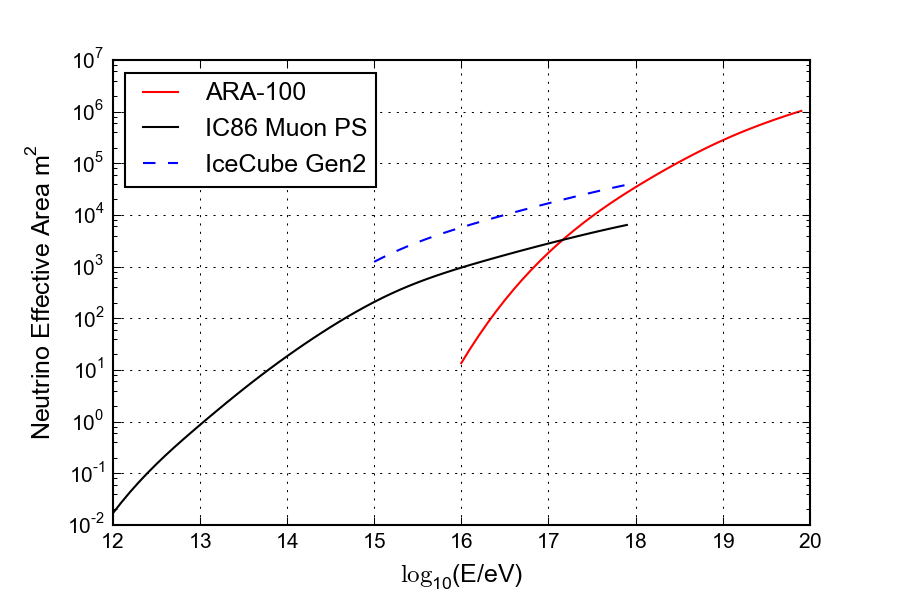 10^7
10^6
10^5
10^4
10^3
10^2
10^1
10^0
10^-1
10^-2
Neutrino Effective Area m^2
ARA-100
IC86 Muon PS
IceCube Gen2
12 13 14 15 16 17 18 19 20
log_10(E/eV)